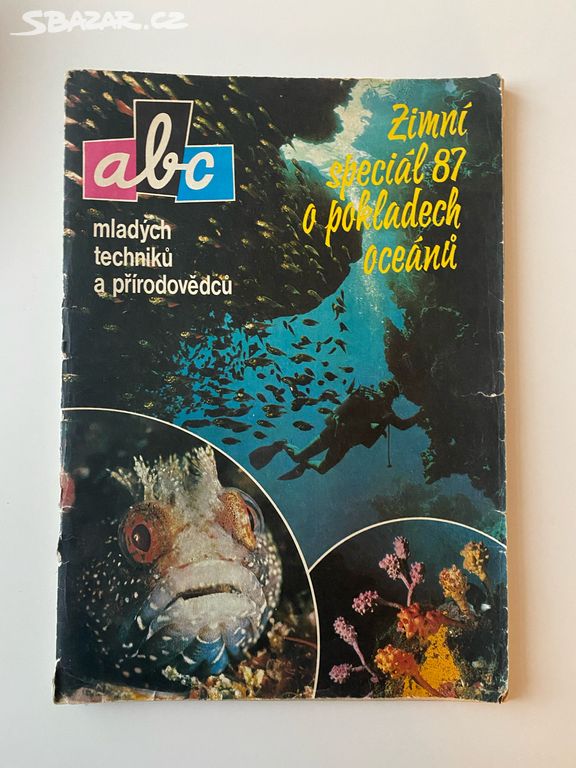 SBAZAR.CZ
abc
mladých
techniků
a přírodovědců
Zimní
speciál 87
o pokladech
oceánů